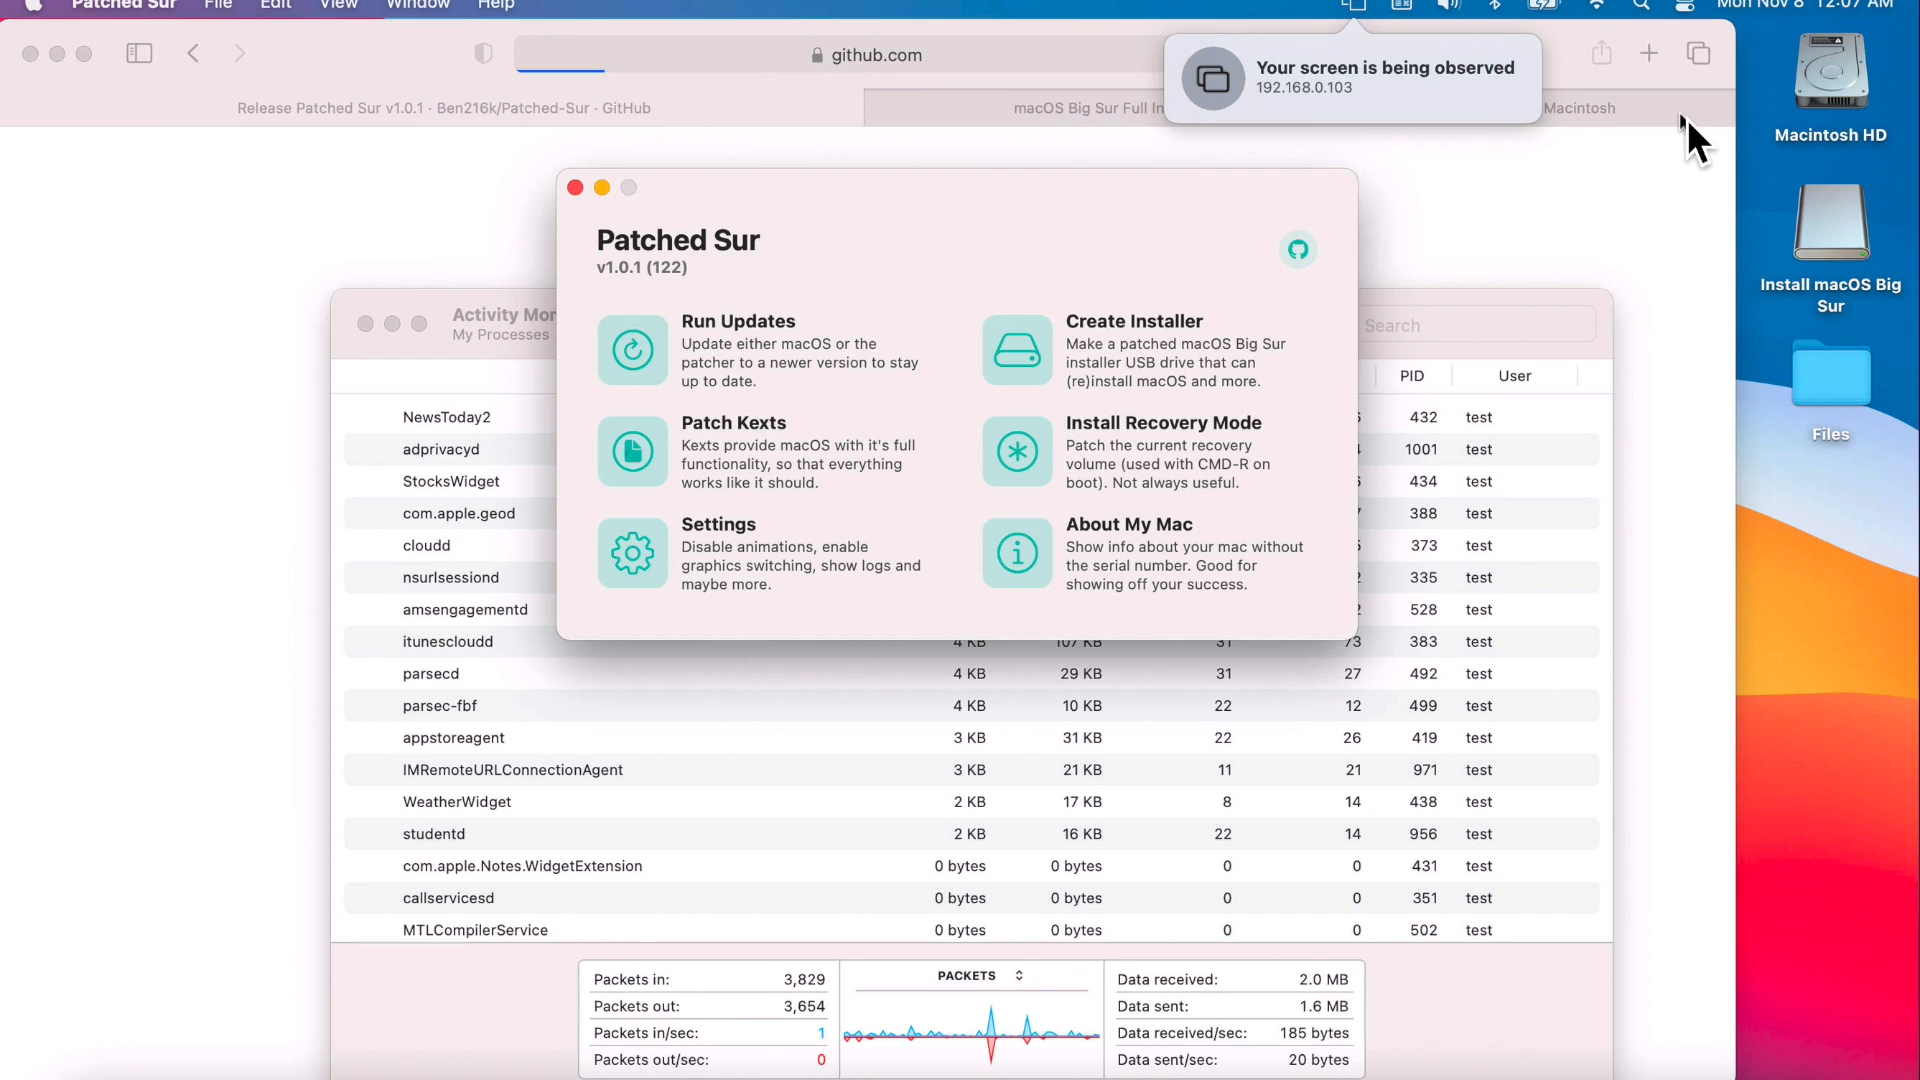 Patched Sur File Edit View Window Help Mon Nov 8 12:07 AM
github.com
Your screen is being observed
192.168.0.103
Release Patched Sur v1.0.1 · Ben216k/Patched-Sur · GitHub
macOS Big Sur Full In
Macintosh
Macintosh HD
Install macOS Big
Sur
Files
Patched Sur
v1.0.1 (122)
Run Updates
Update either macOS or the
patcher to a newer version to stay
up to date.
Create Installer
Make a patched macOS Big Sur
installer USB drive that can
(re)install macOS and more.
Patch Kexts
Kexts provide macOS with it's full
functionality, so that everything
works like it should.
Install Recovery Mode
Patch the current recovery
volume (used with CMD-R on
boot). Not always useful.
Settings
Disable animations, enable
graphics switching, show logs and
maybe more.
About My Mac
Show info about your mac without
the serial number. Good for
showing off your success.
Activity Mon
My Processes
Search
PID User
NewsToday2 432 test
adprivacyd 1001 test
StocksWidget 434 test
com.apple.geod 388 test
cloudd 373 test
nsurlsessiond 335 test
amsengagementd 528 test
itunescloudd 4 KB 107 KB 31 73 383 test
parsecd 4 KB 29 KB 31 27 492 test
parsec-fbf 4 KB 10 KB 22 12 499 test
appstoreagent 3 KB 31 KB 22 26 419 test
IMRemoteURLConnectionAgent 3 KB 21 KB 11 21 971 test
WeatherWidget 2 KB 17 KB 8 14 438 test
studentd 2 KB 16 KB 22 14 956 test
com.apple.Notes.WidgetExtension 0 bytes 0 bytes 0 0 431 test
callservicesd 0 bytes 0 bytes 0 0 351 test
MTLCompilerService 0 bytes 0 bytes 0 0 502 test
Packets in: 3,829
Packets out: 3,654
Packets in/sec: 1
Packets out/sec: 0
PACKETS
Data received: 2.0 MB
Data sent: 1.6 MB
Data received/sec: 185 bytes
Data sent/sec: 20 bytes